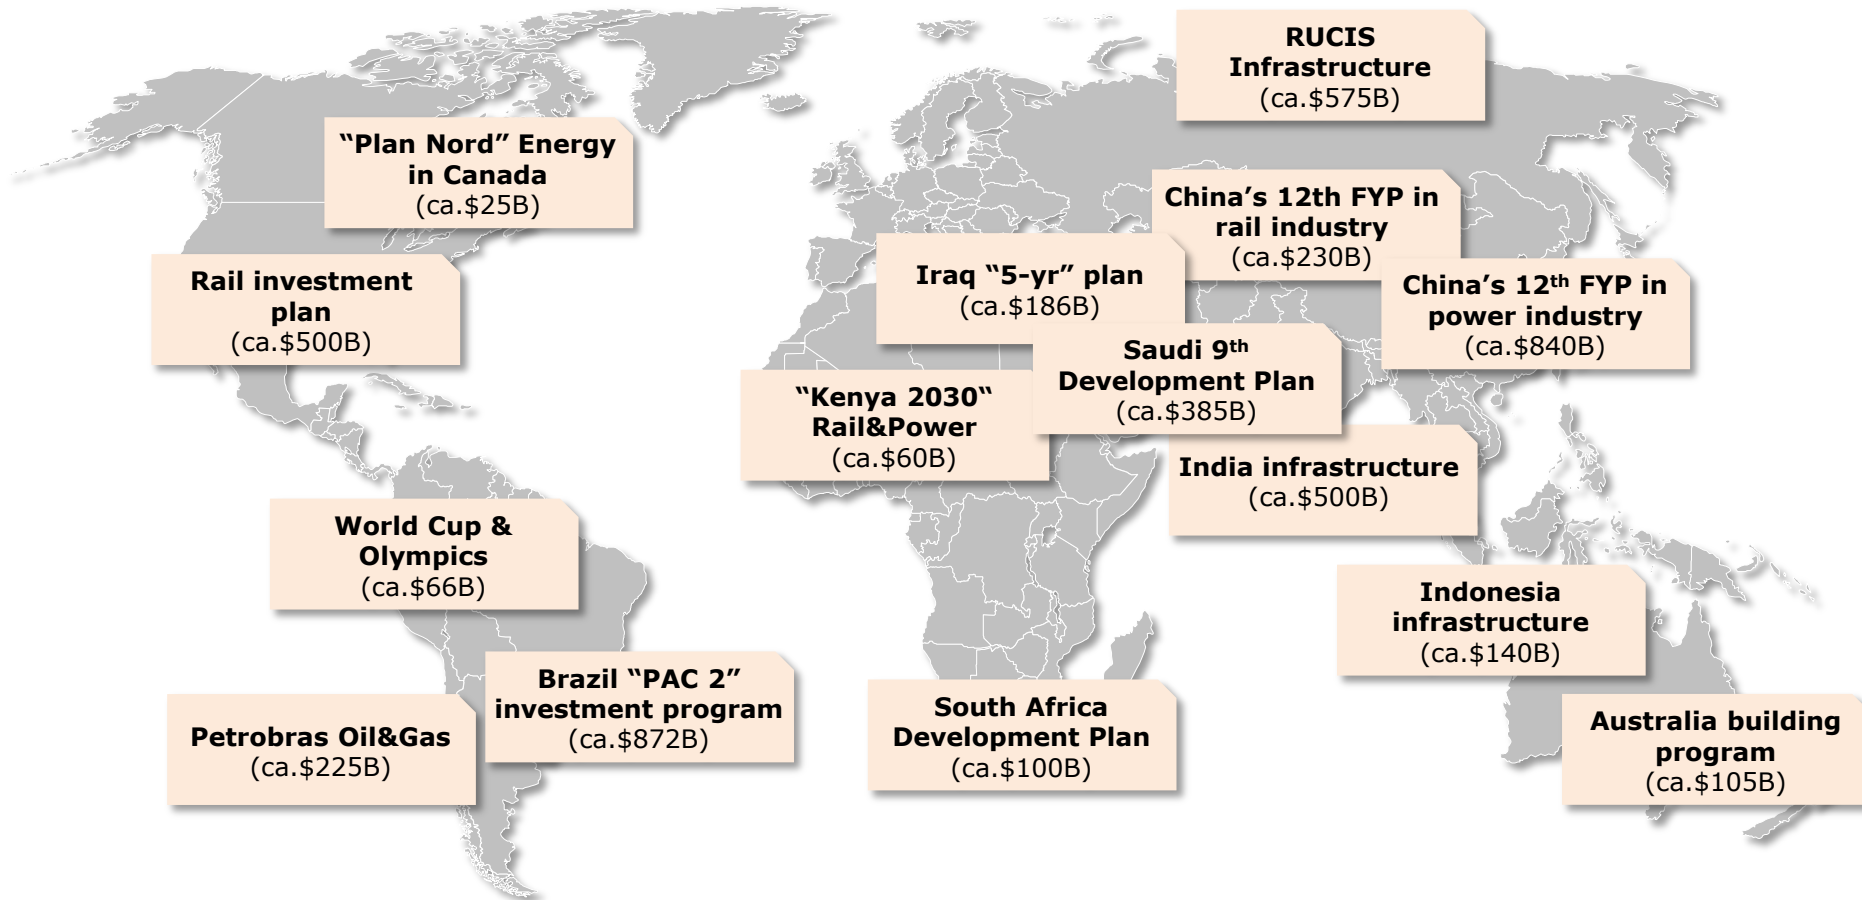 RUCIS
Infrastructure
(ca.$575B)
“Plan Nord” Energy
in Canada
(ca.$25B)
China’s 12th FYP in
rail industry
(ca.$230B)
Rail investment
plan
(ca.$500B)
Iraq “5-yr” plan
(ca.$186B)
China’s 12th FYP in
power industry
(ca.$840B)
Saudi 9th
Development Plan
(ca.$385B)
“Kenya 2030“
Rail&Power
(ca.$60B)
India infrastructure
(ca.$500B)
World Cup &
Olympics
(ca.$66B)
Indonesia
infrastructure
(ca.$140B)
Brazil “PAC 2”
investment program
(ca.$872B)
Petrobras Oil&Gas
(ca.$225B)
South Africa
Development Plan
(ca.$100B)
Australia building
program
(ca.$105B)